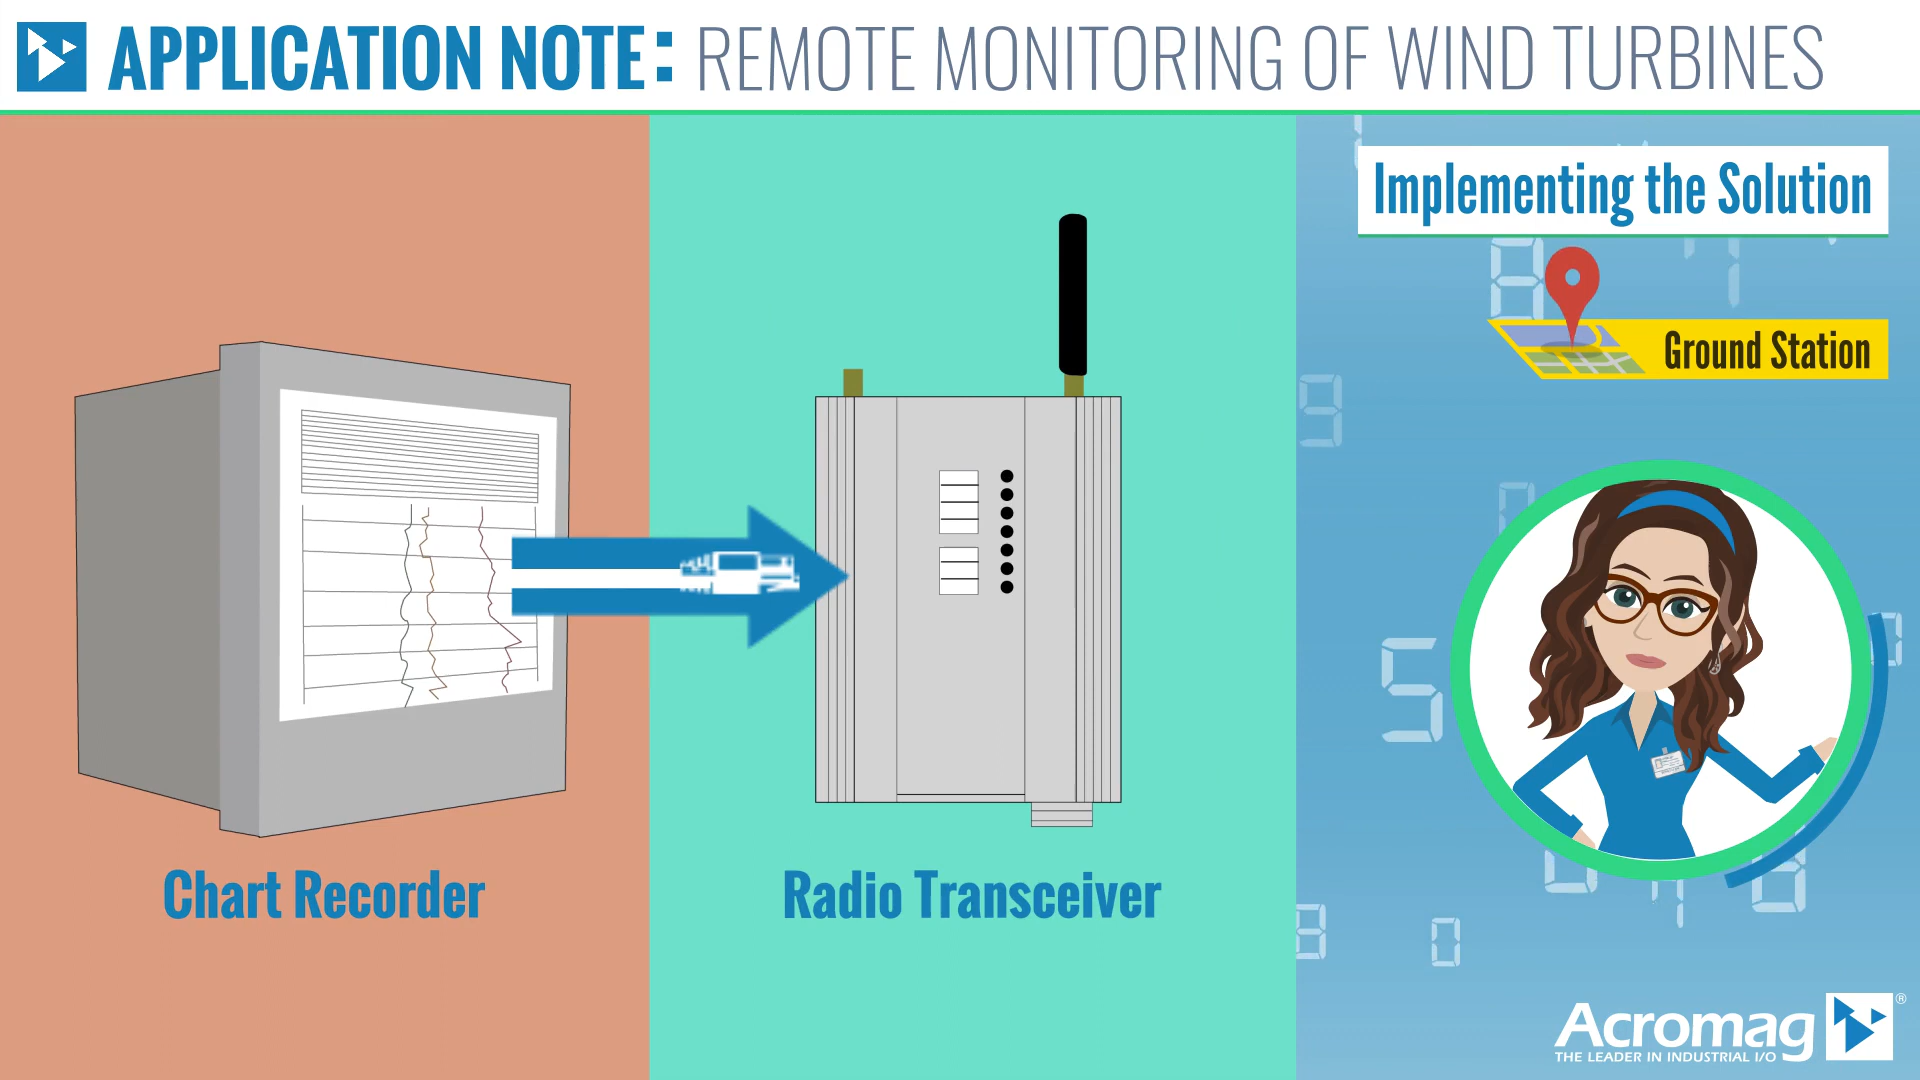 APPLICATION NOTE: REMOTE MONITORING OF WIND TURBINES
Implementing the Solution
Ground Station
Chart Recorder
Radio Transceiver
Acromag®
THE LEADER IN INDUSTRIAL I/O